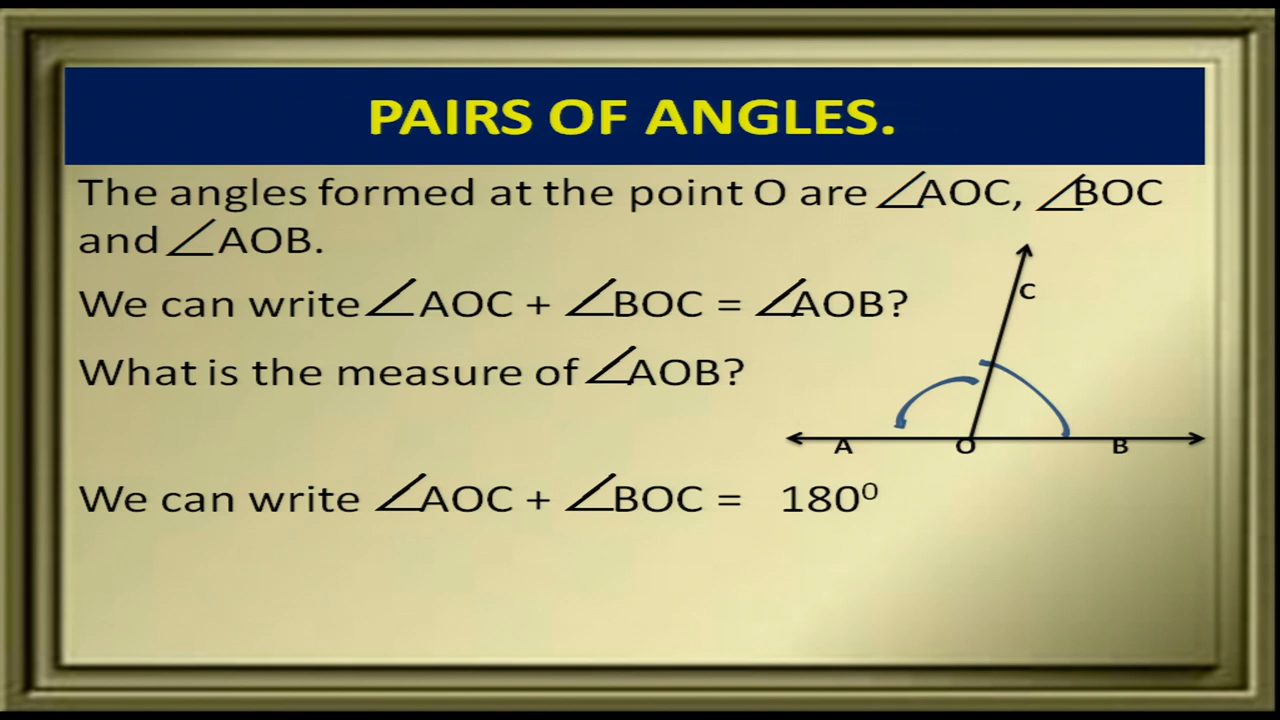 PAIRS OF ANGLES.
The angles formed at the point O are ∠AOC, ∠BOC
and ∠AOB.
We can write ∠AOC + ∠BOC = ∠AOB?
What is the measure of ∠AOB?
We can write ∠AOC + ∠BOC = 180⁰
C
A
O
B